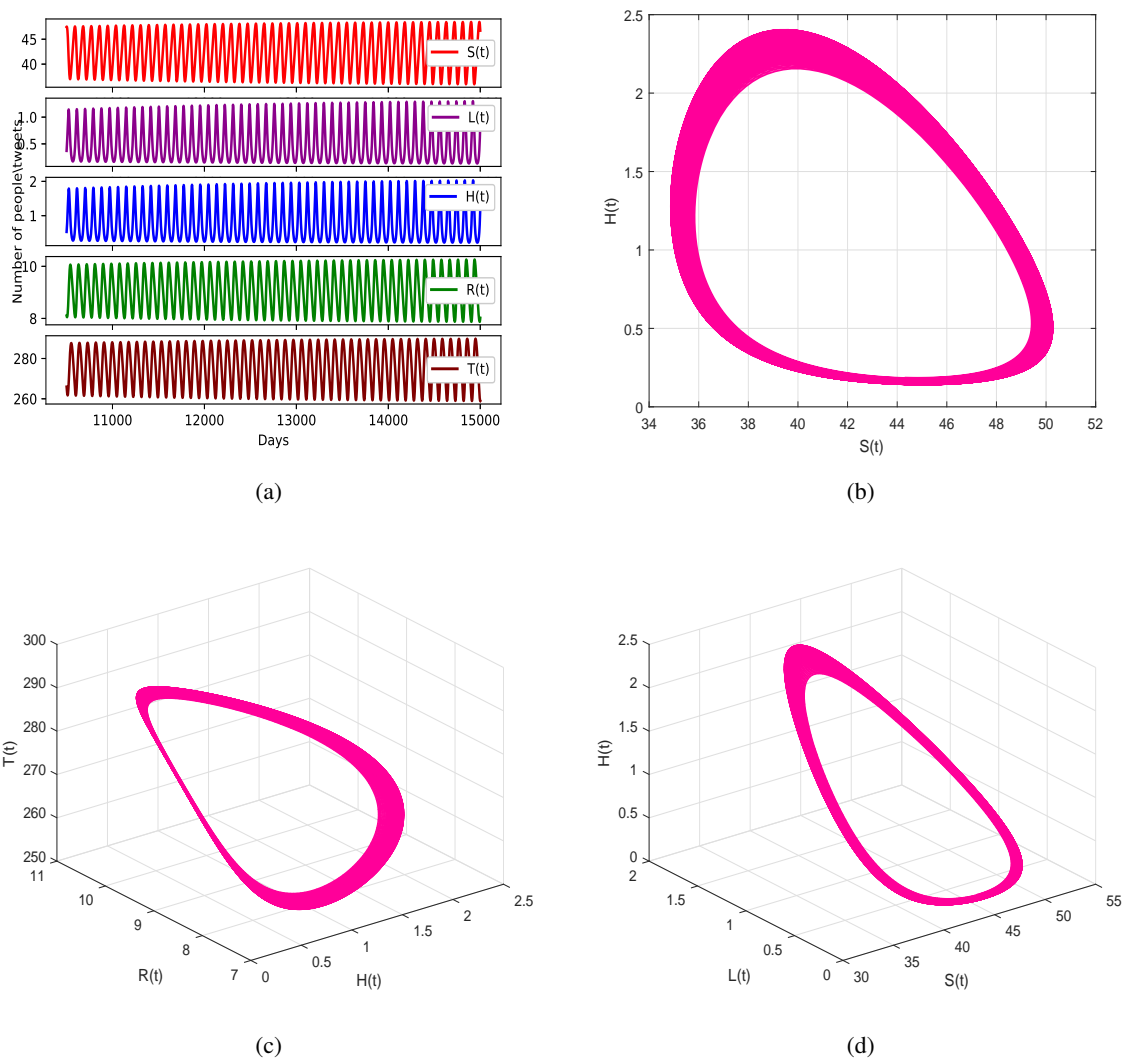 Number of people\tweets
45
40
S(t)
1.0
0.5
L(t)
2
1
H(t)
10
8
R(t)
280
260
T(t)
11000 12000 13000 14000 15000
Days
(a)
H(t)
2.5
2
1.5
1
0.5
0
34 36 38 40 42 44 46 48 50 52
S(t)
(b)
T(t)
300
290
280
270
260
250
11
10
9
8
7
R(t)
0
0.5
1
1.5
2
2.5
H(t)
(c)
H(t)
2.5
2
1.5
1
0.5
0
2
1.5
1
0.5
0
L(t)
30
35
40
45
50
55
S(t)
(d)